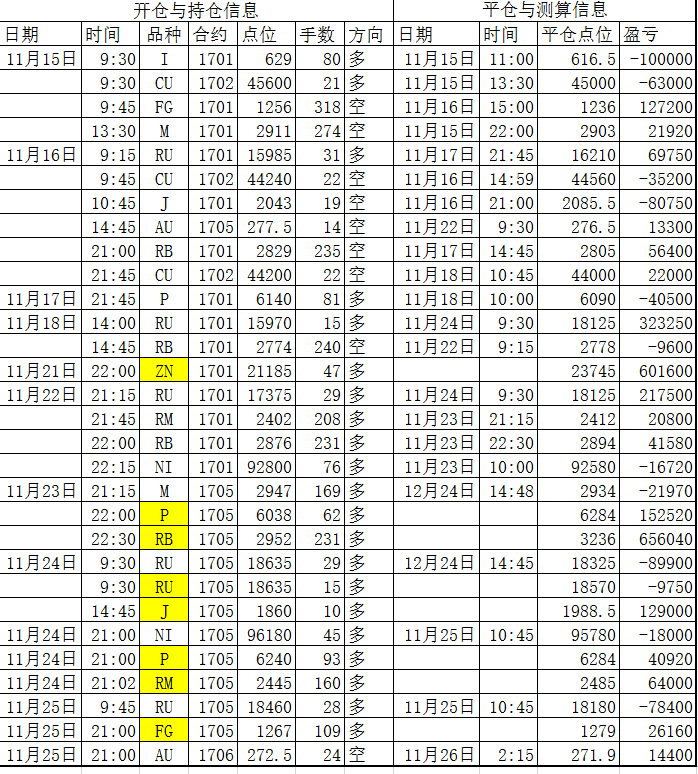 开仓与持仓信息 平仓与测算信息
日期 时间 品种 合约 点位 手数 方向 日期 时间 平仓点位 盈亏
11月15日 9:30 I 1701 629 80 多 11月15日 11:00 616.5 -100000
9:30 CU 1702 45600 21 多 11月15日 13:30 45000 -63000
9:45 FG 1701 1256 318 空 11月16日 15:00 1236 127200
13:30 M 1701 2911 274 空 11月15日 22:00 2903 21920
11月16日 9:15 RU 1701 15985 31 多 11月17日 21:45 16210 69750
9:45 CU 1702 44240 22 空 11月16日 14:59 44560 -35200
10:45 J 1701 2043 19 空 11月16日 21:00 2085.5 -80750
14:45 AU 1705 277.5 14 空 11月22日 9:30 276.5 13300
21:00 RB 1701 2829 235 空 11月17日 14:45 2805 56400
21:45 CU 1702 44200 22 空 11月18日 10:45 44000 22000
11月17日 21:45 P 1701 6140 81 多 11月18日 10:00 6090 -40500
11月18日 14:00 RU 1701 15970 15 多 11月24日 9:30 18125 323250
14:45 RB 1701 2774 240 空 11月22日 9:15 2778 -9600
11月21日 22:00 ZN 1701 21185 47 多 23745 601600
11月22日 21:15 RU 1701 17375 29 多 11月24日 9:30 18125 217500
21:45 RM 1701 2402 208 多 11月23日 21:15 2412 20800
22:00 RB 1701 2876 231 多 11月23日 22:30 2894 41580
22:15 NI 1701 92800 76 多 11月23日 10:00 92580 -16720
11月23日 21:15 M 1705 2947 169 多 12月24日 14:48 2934 -21970
22:00 P 1705 6038 62 多 6284 152520
22:30 RB 1705 2952 231 多 3236 656040
11月24日 9:30 RU 1705 18635 29 多 12月24日 14:45 18325 -89900
9:30 RU 1705 18635 15 多 18570 -9750
14:45 J 1705 1860 10 多 1988.5 129000
11月24日 21:00 NI 1705 96180 45 多 11月25日 10:45 95780 -18000
11月24日 21:00 P 1705 6240 93 多 6284 40920
11月24日 21:02 RM 1705 2445 160 多 2485 64000
11月25日 9:45 RU 1705 18460 28 多 11月25日 10:45 18180 -78400
11月25日 21:00 FG 1705 1267 109 多 1279 26160
11月25日 21:00 AU 1706 272.5 24 空 11月26日 2:15 271.9 14400